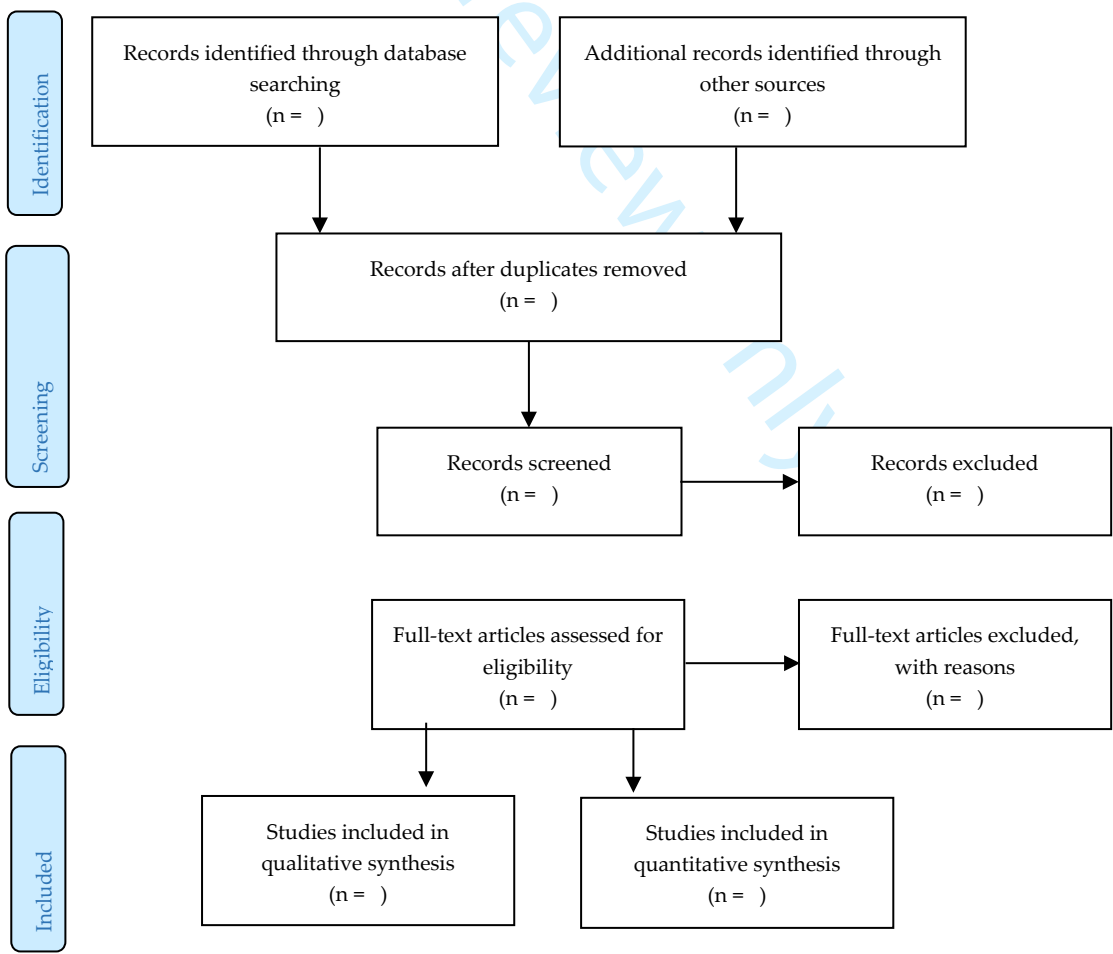 Identification
Records identified through database
searching
(n =   )
Additional records identified through
other sources
(n =   )
Screening
Records after duplicates removed
(n =   )
Records screened
(n =   )
Records excluded
(n =   )
Eligibility
Full-text articles assessed for
eligibility
(n =   )
Full-text articles excluded,
with reasons
(n =   )
Included
Studies included in
qualitative synthesis
(n =   )
Studies included in
quantitative synthesis
(n =   )